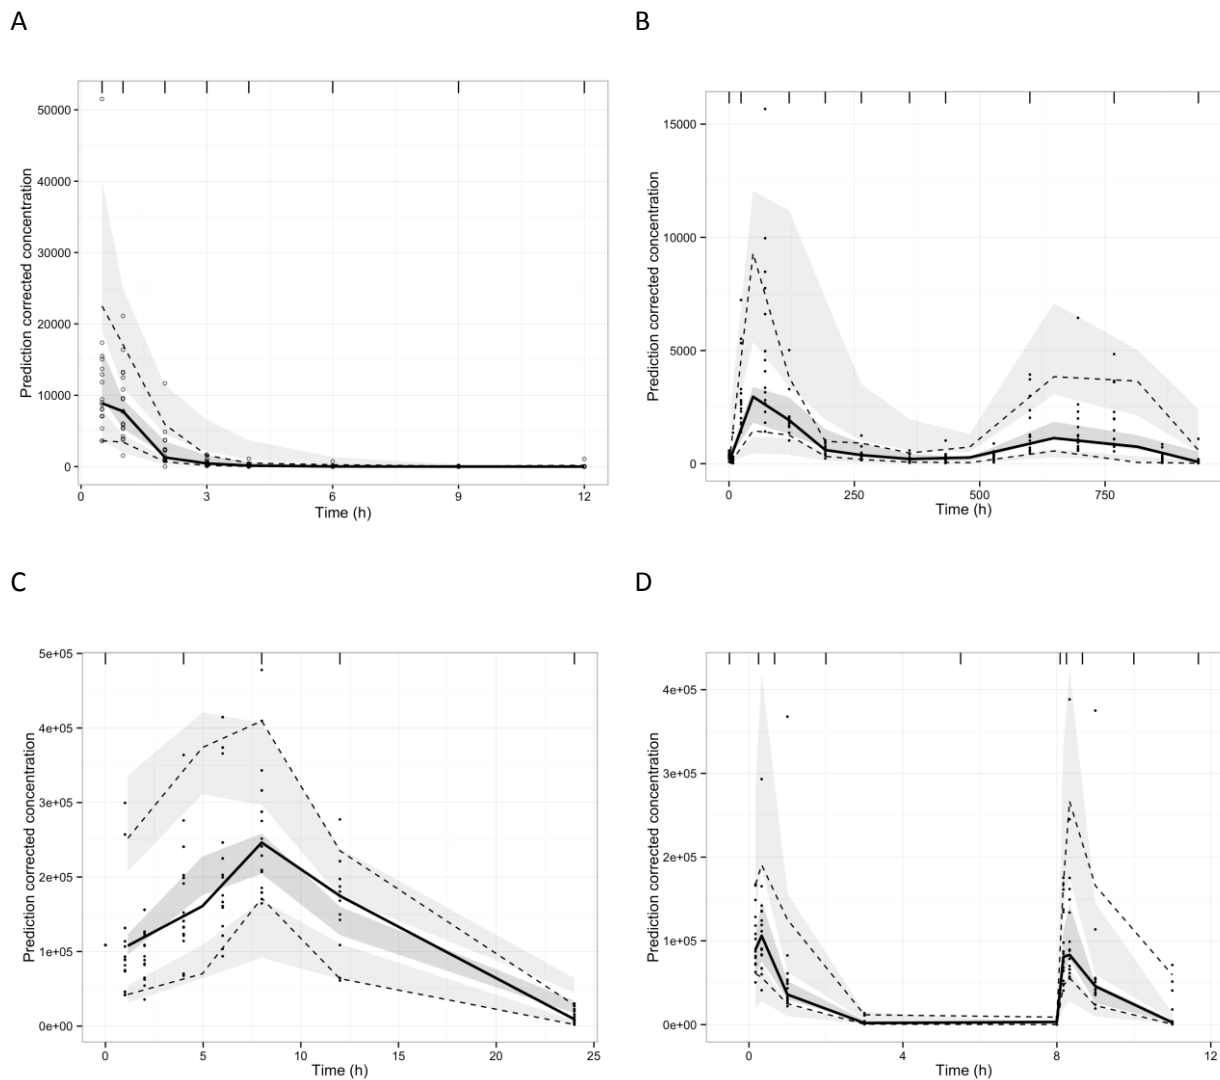 A
B
50000
40000
30000
20000
10000
0
Prediction corrected concentration
0 3 6 9 12
Time (h)
15000
10000
5000
0
Prediction corrected concentration
0 250 500 750
Time (h)
C
D
5e+05
4e+05
3e+05
2e+05
1e+05
0e+00
Prediction corrected concentration
0 5 10 15 20 25
Time (h)
4e+05
3e+05
2e+05
1e+05
0e+00
Prediction corrected concentration
0 4 8 12
Time (h)